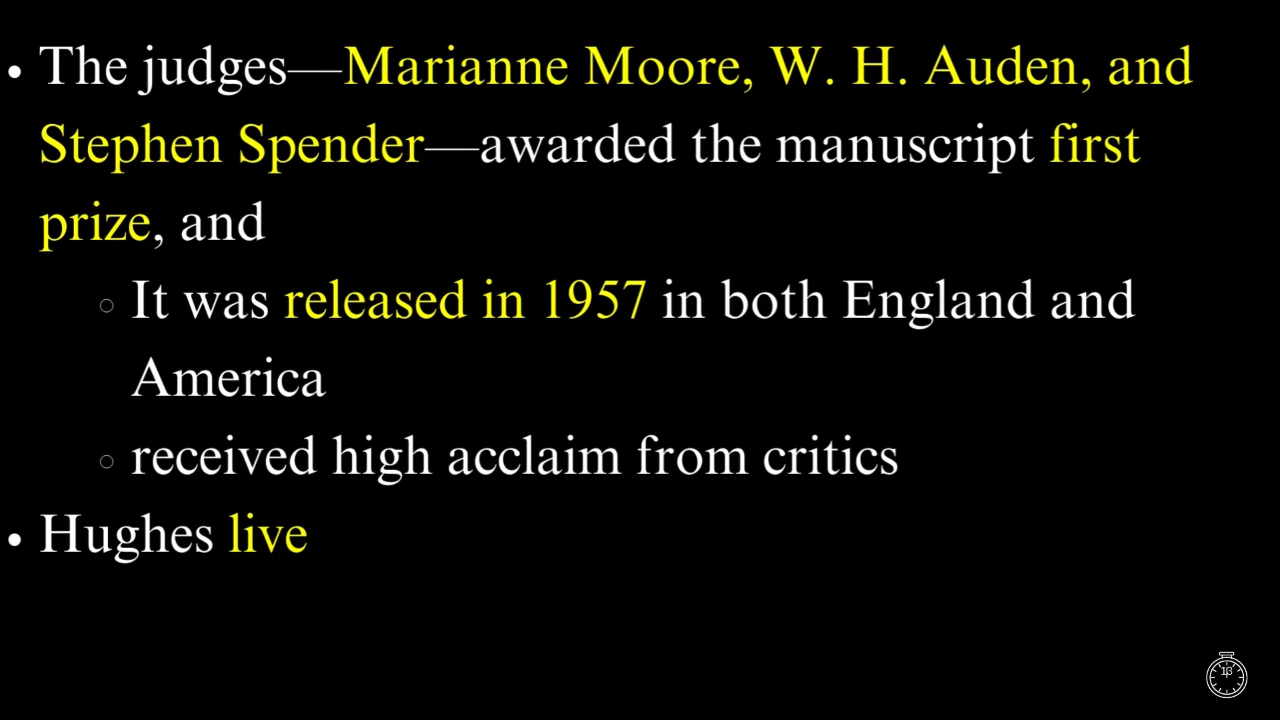 • The judges—Marianne Moore, W. H. Auden, and
Stephen Spender—awarded the manuscript first
prize, and
○ It was released in 1957 in both England and
America
○ received high acclaim from critics
• Hughes live
13